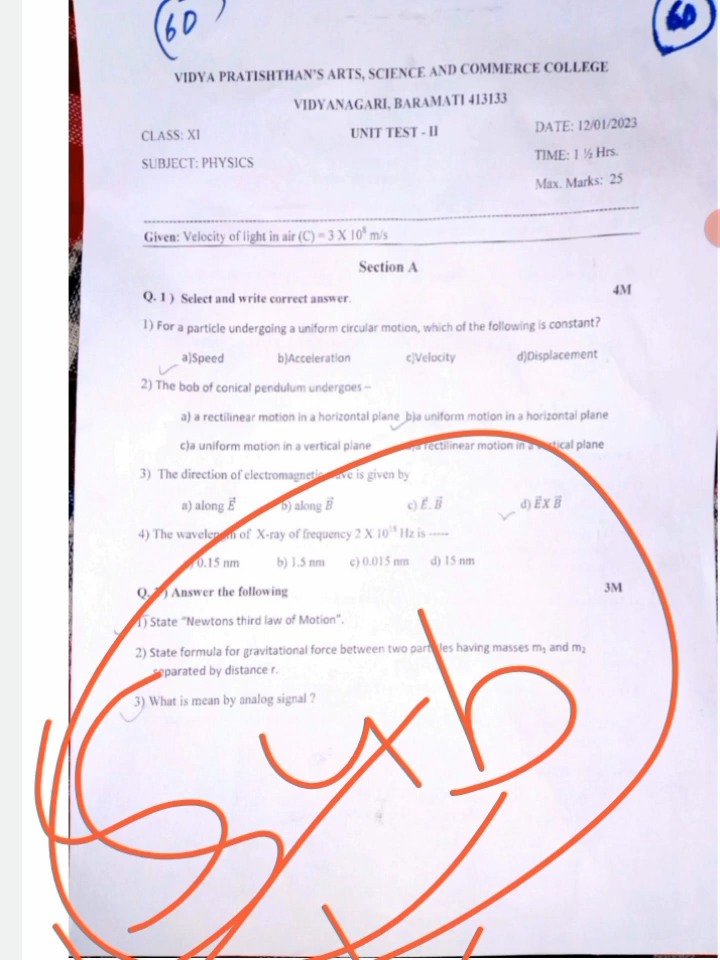 60
60
VIDYA PRATISHTHAN'S ARTS, SCIENCE AND COMMERCE COLLEGE
VIDYANAGARI, BARAMATI 413133
CLASS: XI UNIT TEST - II DATE: 12/01/2023
SUBJECT: PHYSICS TIME: 1 ½ Hrs.
Max. Marks: 25
Given: Velocity of light in air (C) = 3 X 10⁸ m/s
Section A
Q. 1 ) Select and write correct answer. 4M
1) For a particle undergoing a uniform circular motion, which of the following is constant?
a)Speed b)Acceleration c)Velocity d)Displacement
2) The bob of conical pendulum undergoes –
a) a rectilinear motion in a horizontal plane b)a uniform motion in a horizontal plane
c)a uniform motion in a vertical plane rectilinear motion in a vertical plane
3) The direction of electromagnetic wave is given by
a) along E⃗ b) along B⃗ c) E⃗. B⃗ d) E⃗ X B⃗
4) The wavelength of X-ray of frequency 2 X 10¹⁸ Hz is -----
0.15 nm b) 1.5 nm c) 0.015 nm d) 15 nm
Answer the following 3M
1) State "Newtons third law of Motion".
2) State formula for gravitational force between two particles having masses m₁ and m₂
separated by distance r.
3) What is mean by analog signal ?